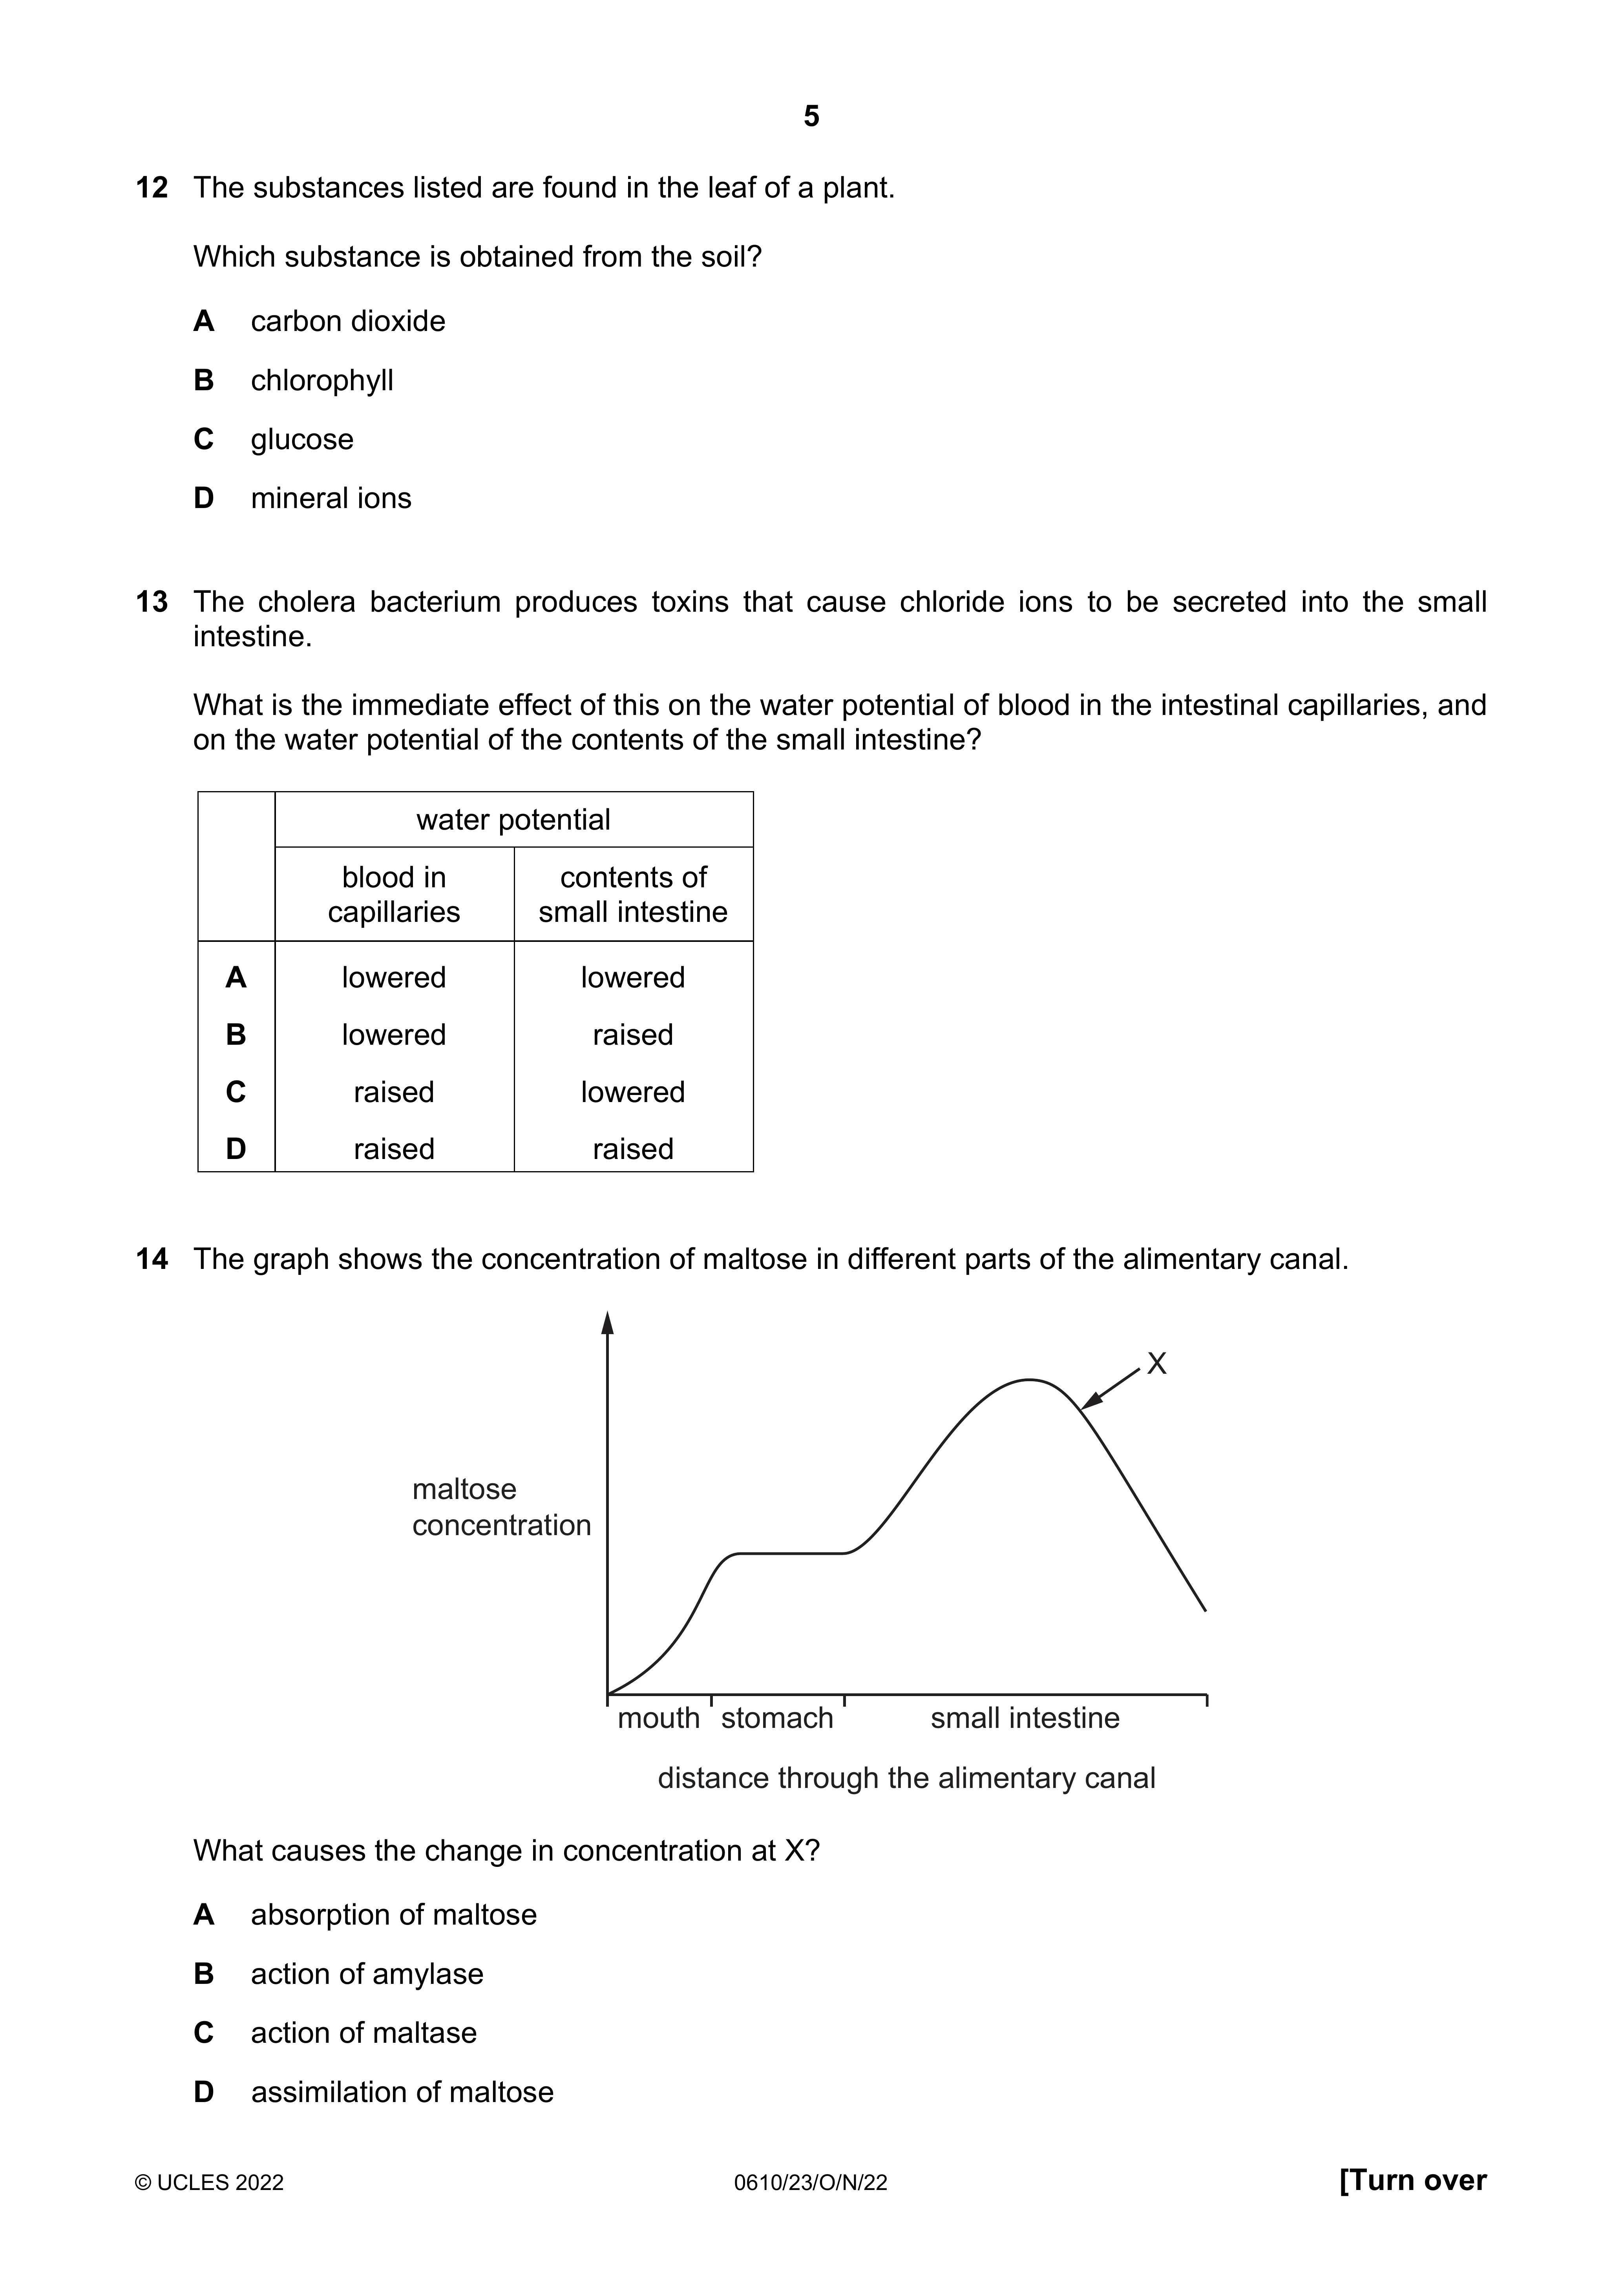 5
12 The substances listed are found in the leaf of a plant.
Which substance is obtained from the soil?
A carbon dioxide
B chlorophyll
C glucose
D mineral ions
13 The cholera bacterium produces toxins that cause chloride ions to be secreted into the small
intestine.
What is the immediate effect of this on the water potential of blood in the intestinal capillaries, and
on the water potential of the contents of the small intestine?
water potential
blood in contents of
capillaries small intestine
A lowered lowered
B lowered raised
C raised lowered
D raised raised
14 The graph shows the concentration of maltose in different parts of the alimentary canal.
X
maltose
concentration
mouth stomach small intestine
distance through the alimentary canal
What causes the change in concentration at X?
A absorption of maltose
B action of amylase
C action of maltase
D assimilation of maltose
© UCLES 2022 0610/23/O/N/22 [Turn over